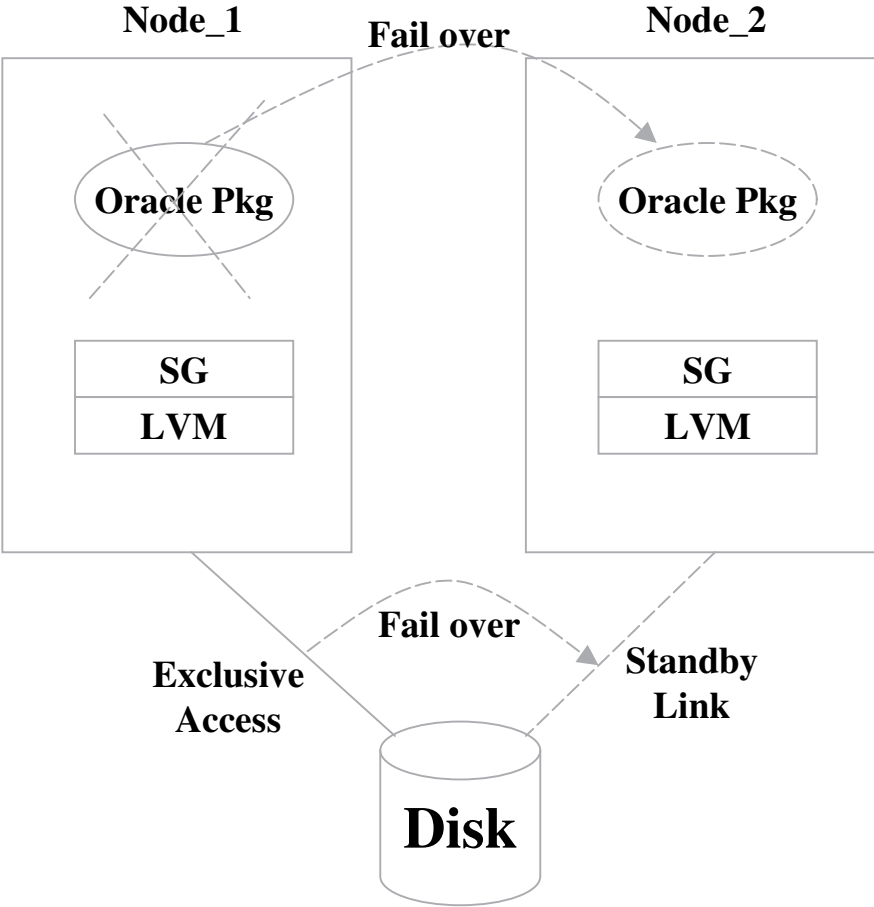 Node_1
Fail over
Node_2
Oracle Pkg
Oracle Pkg
SG
LVM
SG
LVM
Fail over
Exclusive
Access
Standby
Link
Disk